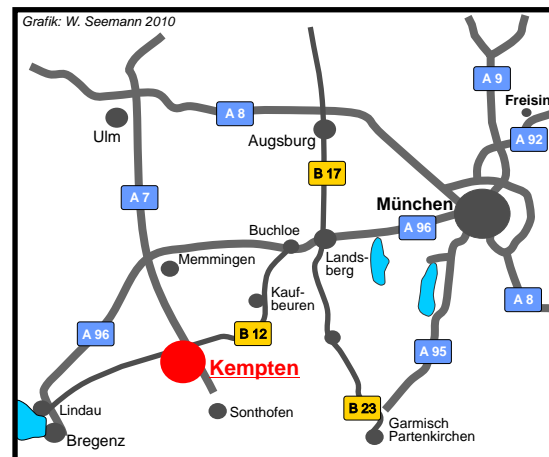 Grafik: W. Seemann 2010
A 9
Freisin
A 8
Ulm
Augsburg
A 92
B 17
A 7
München
Buchloe
A 96
Memmingen
Lands-
berg
Kauf-
beuren
A 8
A 96
B 12
A 95
Kempten
Lindau
Sonthofen
B 23
Bregenz
Garmisch
Partenkirchen